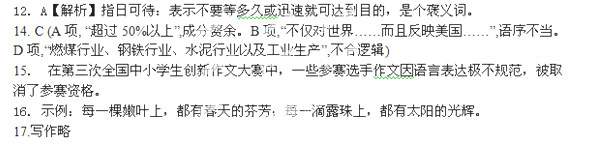 12. A【解析】指日可待：表示不要等多久或迅速就可达到目的，是个褒义词。
14. C (A 项, “超过 50%以上”,成分赘余。B 项,“不仅对世界……而且反映美国……”,语序不当。
D 项,“燃煤行业、钢铁行业、水泥行业以及工业生产”,不合逻辑)
15. 在第三次全国中小学生创新作文大赛中，一些参赛选手作文因语言表达极不规范，被取
消了参赛资格。
16. 示例：每一棵嫩叶上，都有春天的芬芳；每一滴露珠上，都有太阳的光辉。
17.写作略